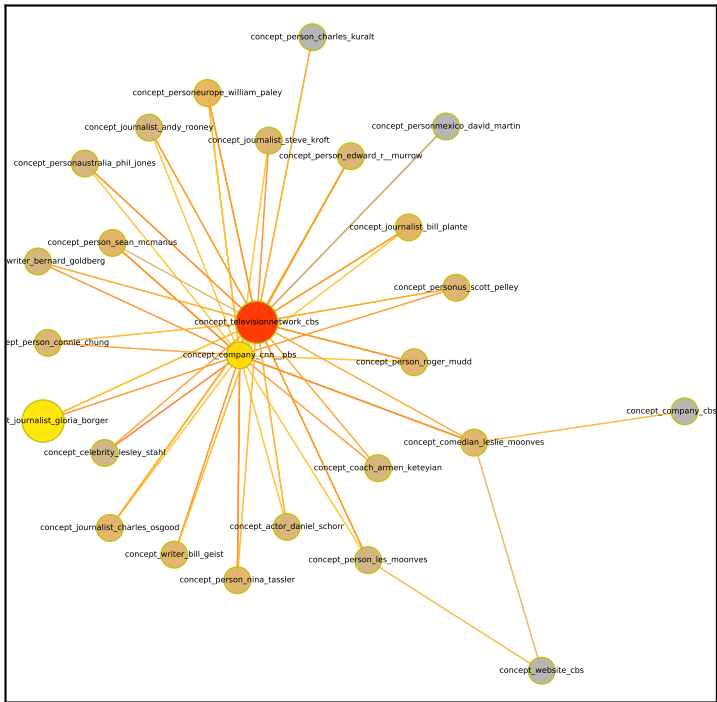 concept_person_charles_kuralt
concept_personeurope_william_paley
concept_journalist_andy_rooney
concept_personmexico_david_martin
concept_journalist_steve_kroft
concept_person_edward_r__murrow
concept_personaustralia_phil_jones
concept_journalist_bill_plante
concept_person_sean_mcmanus
writer_bernard_goldberg
concept_personus_scott_pelley
concept_televisionnetwork_cbs
ept_person_connie_chung
concept_company_cnn__pbs
concept_person_roger_mudd
concept_company_cbs
t_journalist_gloria_borger
concept_comedian_leslie_moonves
concept_celebrity_lesley_stahl
concept_coach_armen_keteyian
concept_journalist_charles_osgood
concept_actor_daniel_schorr
concept_writer_bill_geist
concept_person_les_moonves
concept_person_nina_tassler
concept_website_cbs